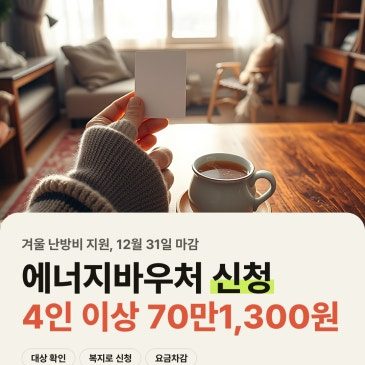 겨울 난방비 지원, 12월 31일 마감
에너지바우처 신청
4인 이상 70만1,300원
대상 확인 복지로 신청 요금차감